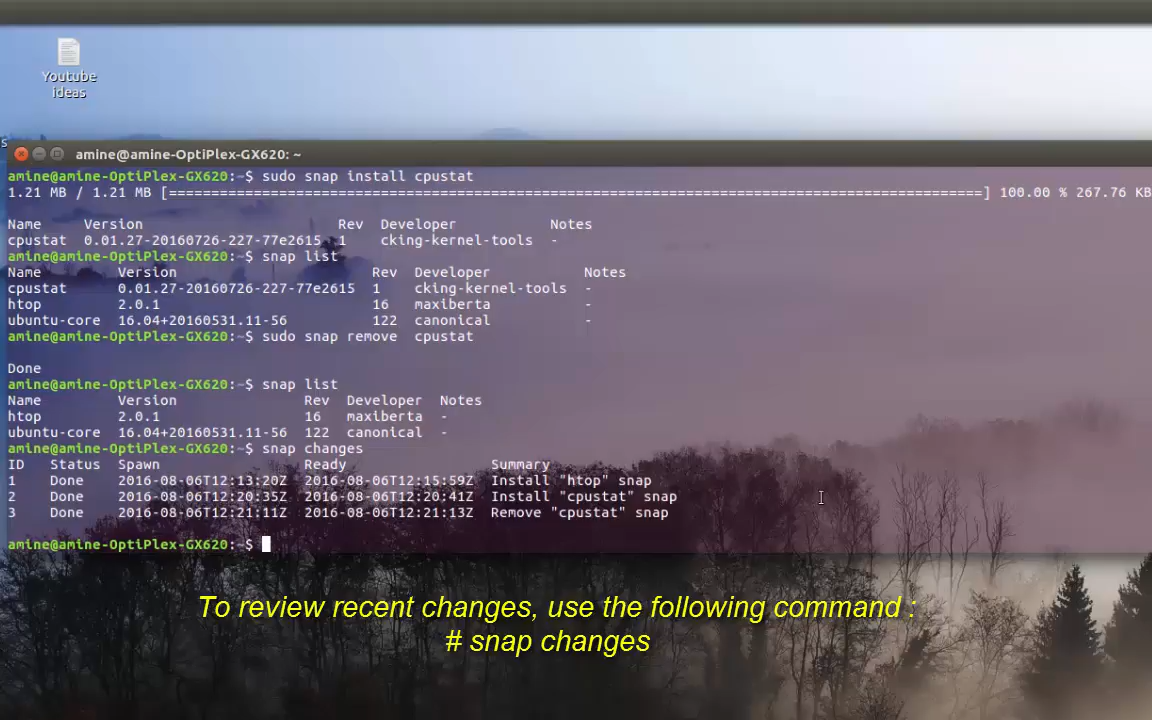 Youtube
ideas
s
amine@amine-OptiPlex-GX620: ~
amine@amine-OptiPlex-GX620:~$ sudo snap install cpustat
1.21 MB / 1.21 MB [================================================================================================] 100.00 % 267.76 KB
Name Version Rev Developer Notes
cpustat 0.01.27-20160726-227-77e2615 1 cking-kernel-tools -
amine@amine-OptiPlex-GX620:~$ snap list
Name Version Rev Developer Notes
cpustat 0.01.27-20160726-227-77e2615 1 cking-kernel-tools -
htop 2.0.1 16 maxiberta -
ubuntu-core 16.04+20160531.11-56 122 canonical -
amine@amine-OptiPlex-GX620:~$ sudo snap remove cpustat
Done
amine@amine-OptiPlex-GX620:~$ snap list
Name Version Rev Developer Notes
htop 2.0.1 16 maxiberta -
ubuntu-core 16.04+20160531.11-56 122 canonical -
amine@amine-OptiPlex-GX620:~$ snap changes
ID Status Spawn Ready Summary
1 Done 2016-08-06T12:13:20Z 2016-08-06T12:15:59Z Install "htop" snap
2 Done 2016-08-06T12:20:35Z 2016-08-06T12:20:41Z Install "cpustat" snap
3 Done 2016-08-06T12:21:11Z 2016-08-06T12:21:13Z Remove "cpustat" snap
amine@amine-OptiPlex-GX620:~$
To review recent changes, use the following command :
# snap changes